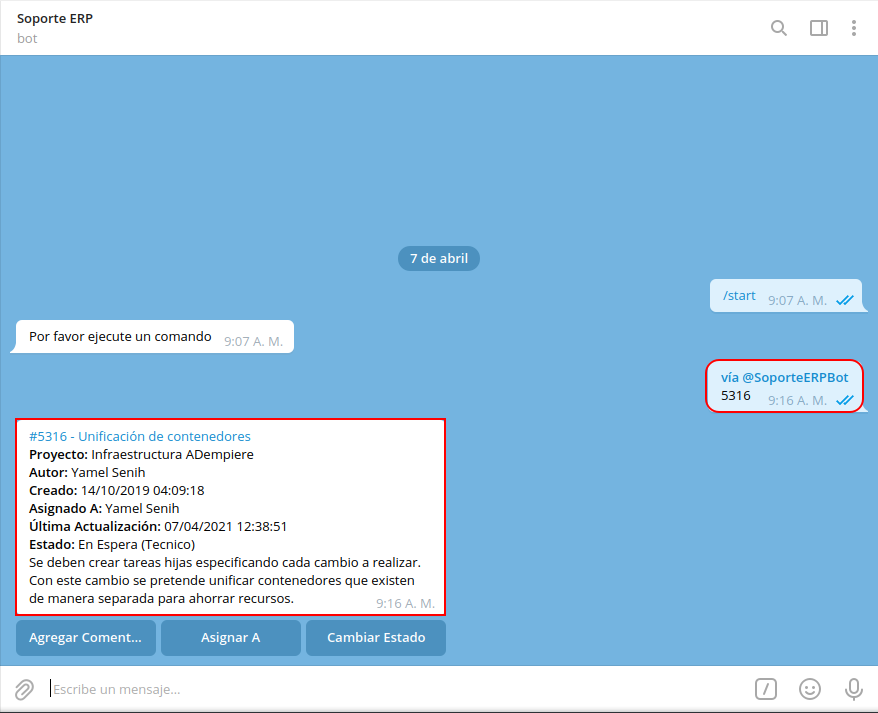 Soporte ERP
bot
7 de abril
/start 9:07 A. M.
Por favor ejecute un comando 9:07 A. M.
vía @SoporteERPBot
5316 9:16 A. M.
#5316 - Unificación de contenedores
Proyecto: Infraestructura ADempiere
Autor: Yamel Senih
Creado: 14/10/2019 04:09:18
Asignado A: Yamel Senih
Última Actualización: 07/04/2021 12:38:51
Estado: En Espera (Tecnico)
Se deben crear tareas hijas especificando cada cambio a realizar.
Con este cambio se pretende unificar contenedores que existen
de manera separada para ahorrar recursos. 9:16 A. M.
Agregar Coment... Asignar A Cambiar Estado
Escribe un mensaje...